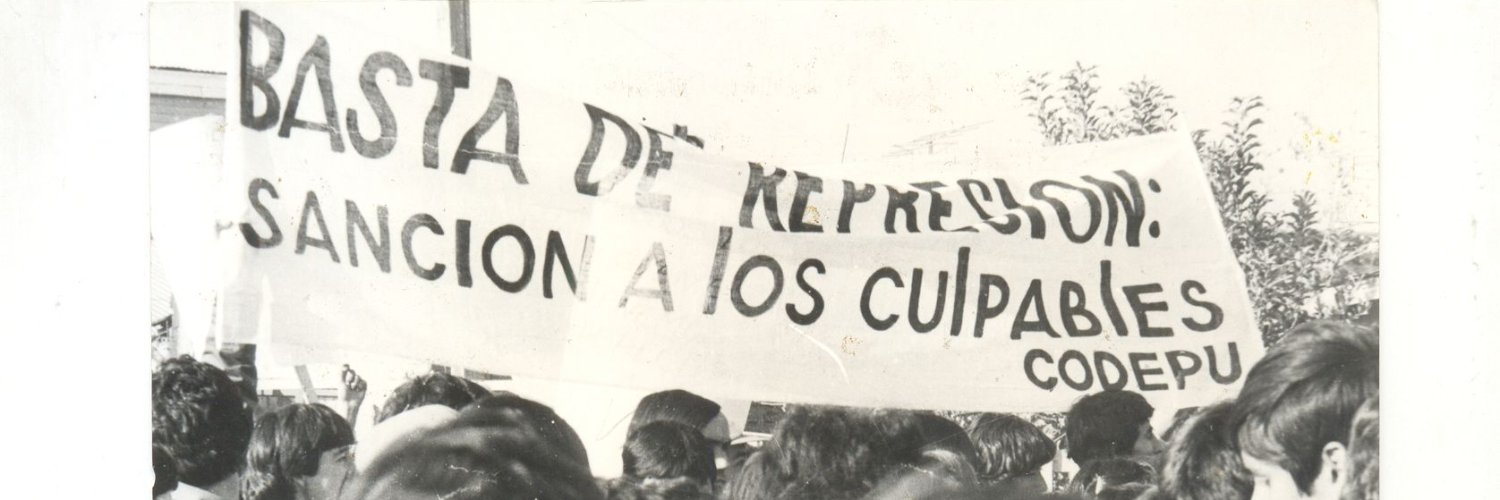 BASTA DE REPRECION:
SANCION A lOS CUlPABlES
CODEPU